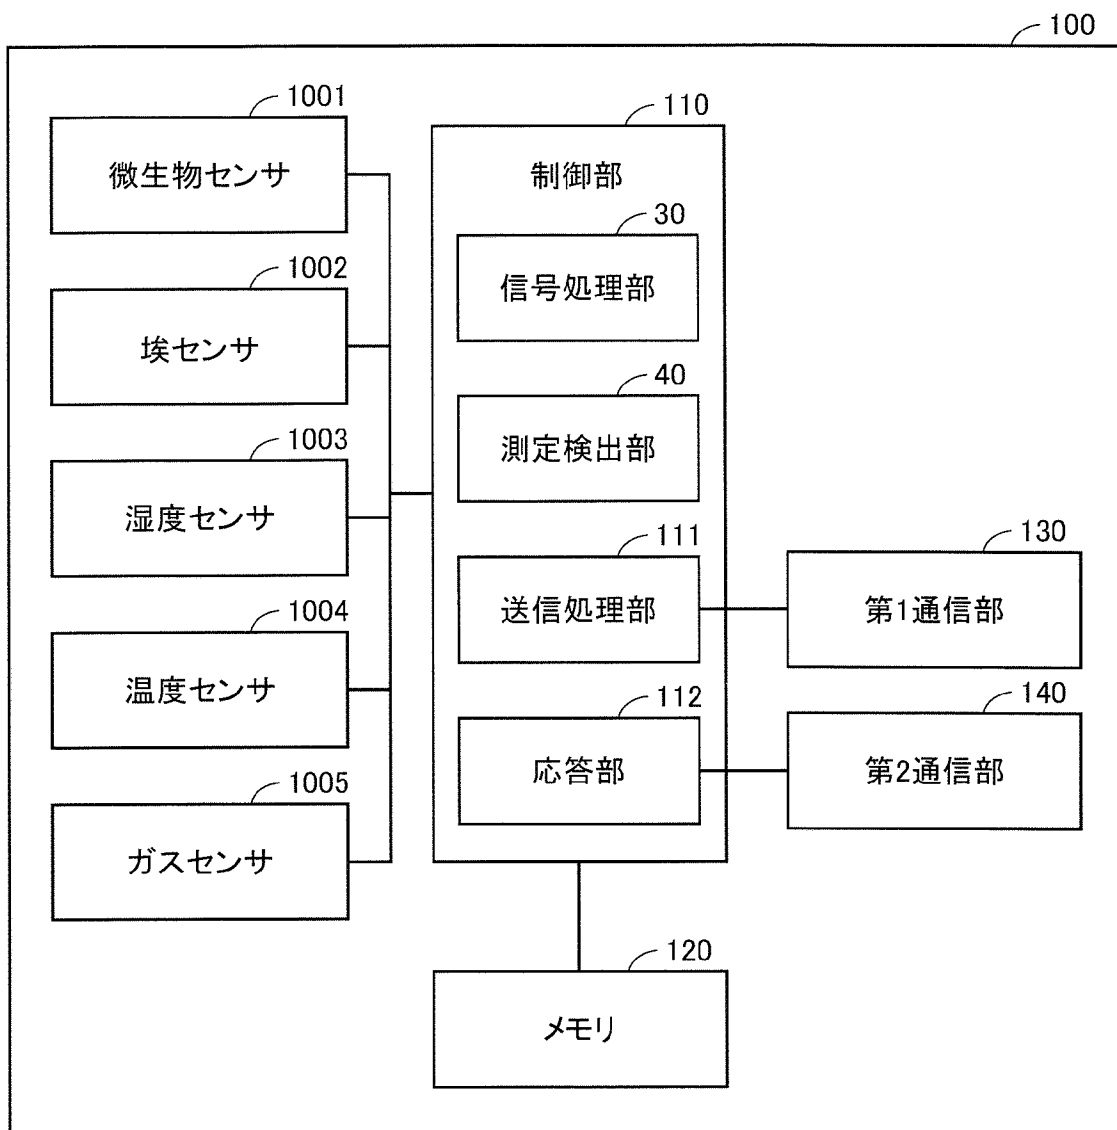 100
1001
微生物センサ
1002
埃センサ
1003
湿度センサ
1004
温度センサ
1005
ガスセンサ
110
制御部
30
信号処理部
40
測定検出部
111
送信処理部
112
応答部
130
第1通信部
140
第2通信部
120
メモリ